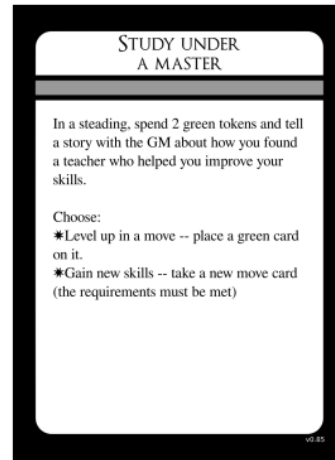 STUDY UNDER
A MASTER
In a steading, spend 2 green tokens and tell
a story with the GM about how you found
a teacher who helped you improve your
skills.
Choose:
✷Level up in a move -- place a green card
on it.
✷Gain new skills -- take a new move card
(the requirements must be met)
v0.85